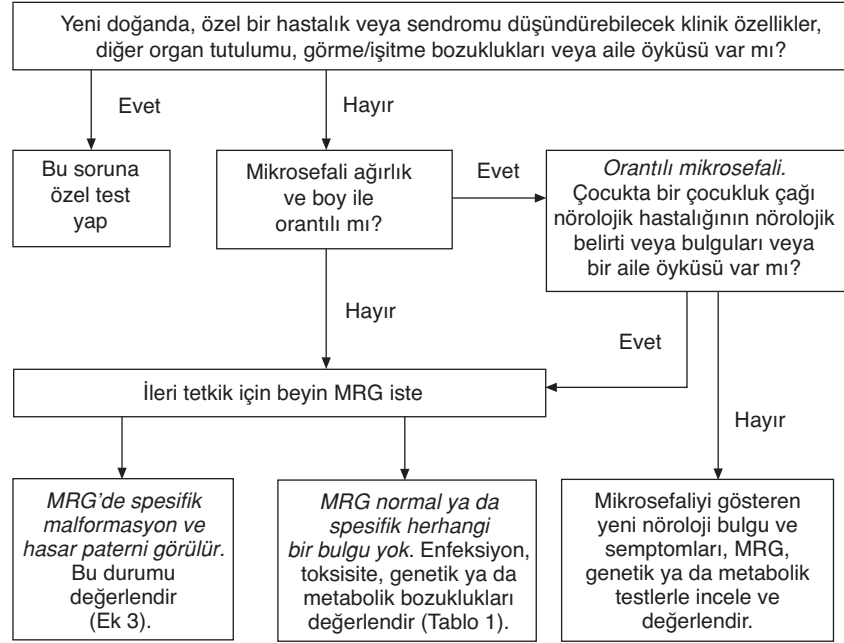 Yeni doğanda, özel bir hastalık veya sendromu düşündürebilecek klinik özellikler,
diğer organ tutulumu, görme/işitme bozuklukları veya aile öyküsü var mı?
Evet
Hayır
Bu soruna
özel test
yap
Mikrosefali ağırlık
ve boy ile
orantılı mı?
Evet
Orantılı mikrosefali.
Çocukta bir çocukluk çağı
nörolojik hastalığının nörolojik
belirti veya bulguları veya
bir aile öyküsü var mı?
Hayır
Evet
İleri tetkik için beyin MRG iste
Hayır
MRG’de spesifik
malformasyon ve
hasar paterni görülür.
Bu durumu
değerlendir
(Ek 3).
MRG normal ya da
spesifik herhangi
bir bulgu yok. Enfeksiyon,
toksisite, genetik ya da
metabolik bozuklukları
değerlendir (Tablo 1).
Mikrosefaliyi gösteren
yeni nöroloji bulgu ve
semptomları, MRG,
genetik ya da metabolik
testlerle incele ve
değerlendir.